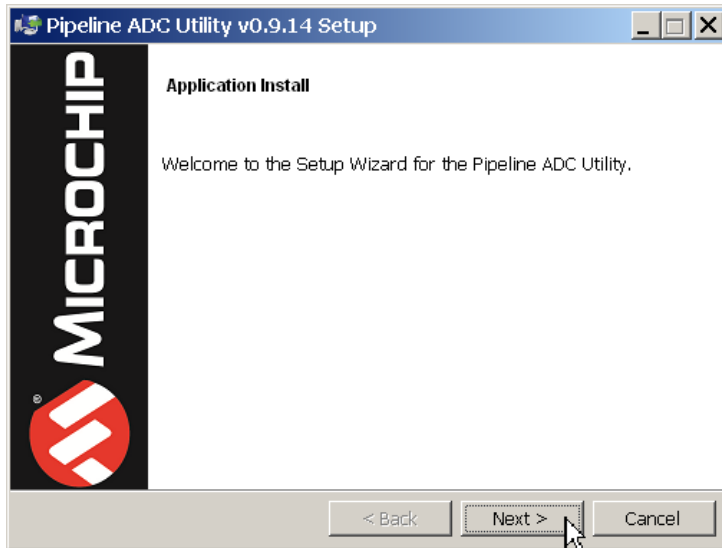 Pipeline ADC Utility v0.9.14 Setup
MICROCHIP
®
Application Install
Welcome to the Setup Wizard for the Pipeline ADC Utility.
< Back
Next >
Cancel